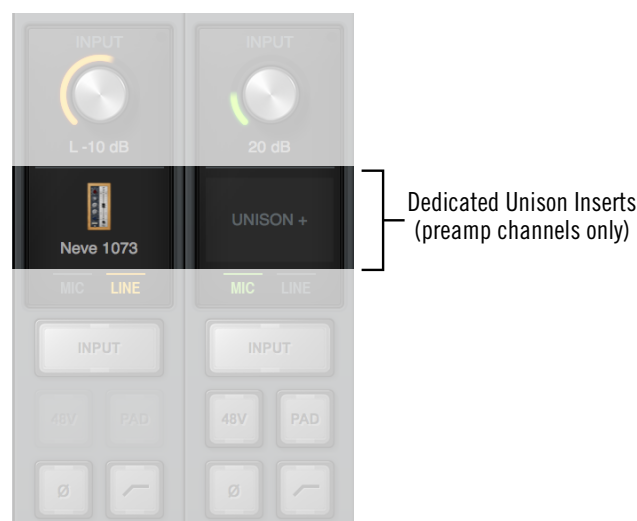 INPUT
INPUT
L -10 dB
20 dB
Neve 1073
UNISON +
Dedicated Unison Inserts
(preamp channels only)
MIC LINE
MIC LINE
INPUT
INPUT
48V PAD
48V PAD
Ø
Ø